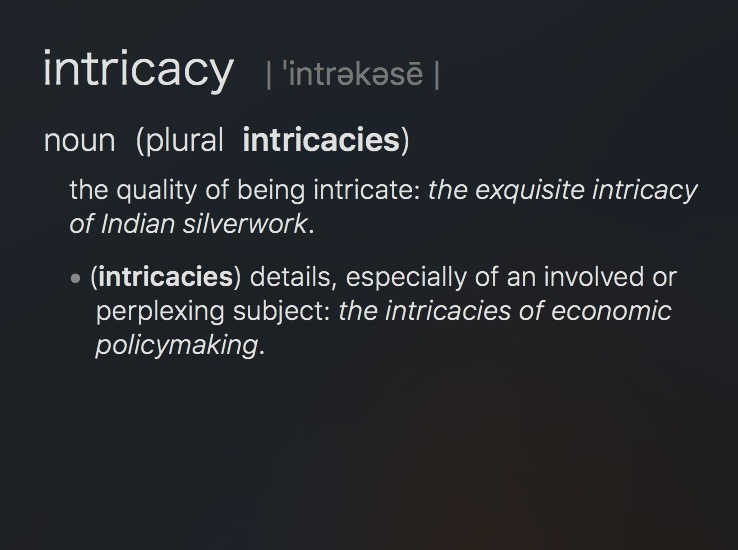 intricacy | ˈintrəkəsē |
noun (plural intricacies)
the quality of being intricate: the exquisite intricacy
of Indian silverwork.
• (intricacies) details, especially of an involved or
perplexing subject: the intricacies of economic
policymaking.